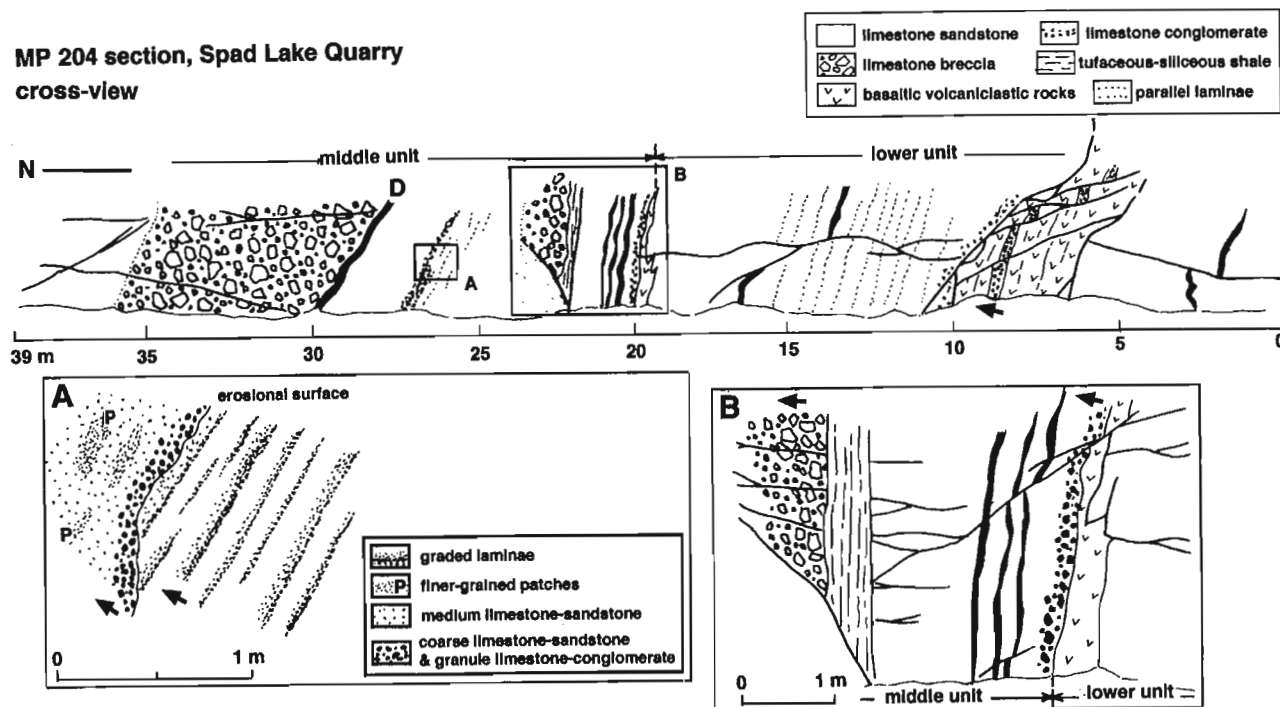 MP 204 section, Spad Lake Quarry
cross-view
limestone sandstone
limestone conglomerate
limestone breccia
tufaceous-siliceous shale
basaltic volcaniclastic rocks
parallel laminae
N
middle unit
lower unit
D
B
A
39 m
35
30
25
20
15
10
5
0
A
erosional surface
P
P
graded laminae
P
finer-grained patches
medium limestone-sandstone
coarse limestone-sandstone
& granule limestone-conglomerate
0
1 m
B
0
1 m
middle unit
lower unit